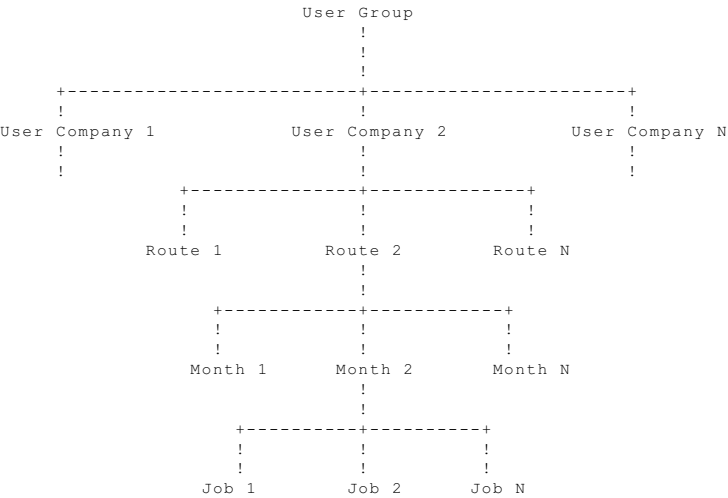 User Group
User Company 1 User Company 2 User Company N
Route 1 Route 2 Route N
Month 1 Month 2 Month N
Job 1 Job 2 Job N